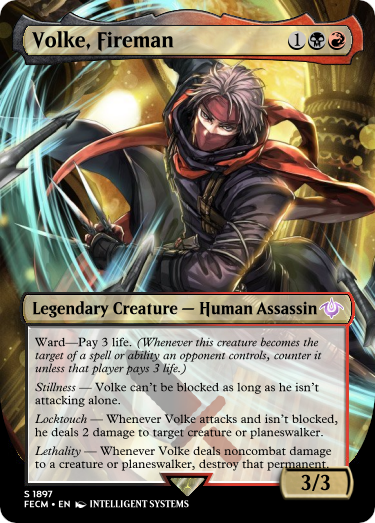 Volke, Fireman 1
Legendary Creature — Human Assassin
Ward—Pay 3 life. (Whenever this creature becomes the
target of a spell or ability an opponent controls, counter it
unless that player pays 3 life.)
Stillness — Volke can't be blocked as long as he isn't
attacking alone.
Locktouch — Whenever Volke attacks and isn't blocked,
he deals 2 damage to target creature or planeswalker.
Lethality — Whenever Volke deals noncombat damage
to a creature or planeswalker, destroy that permanent.
3/3
S 1897
FECM • EN INTELLIGENT SYSTEMS